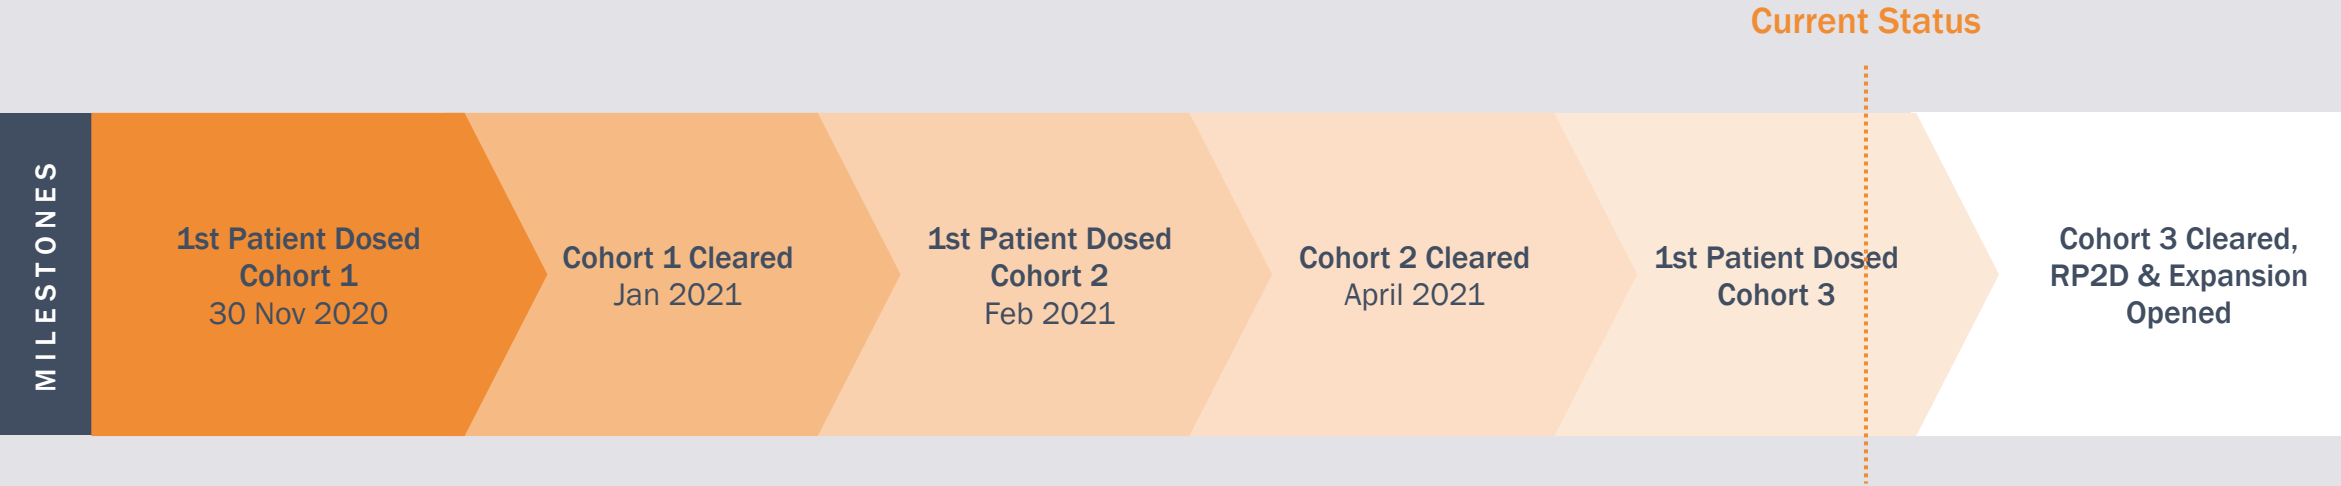 Current Status
MILESTONES
1st Patient Dosed
Cohort 1
30 Nov 2020
Cohort 1 Cleared
Jan 2021
1st Patient Dosed
Cohort 2
Feb 2021
Cohort 2 Cleared
April 2021
1st Patient Dosed
Cohort 3
Cohort 3 Cleared,
RP2D & Expansion
Opened